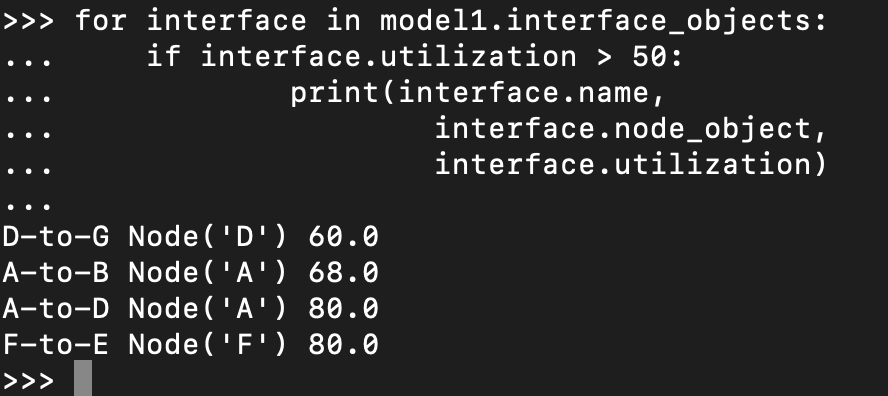 >>> for interface in model1.interface_objects:
...     if interface.utilization > 50:
...             print(interface.name,
...                     interface.node_object,
...                     interface.utilization)
...
D-to-G Node('D') 60.0
A-to-B Node('A') 68.0
A-to-D Node('A') 80.0
F-to-E Node('F') 80.0
>>>